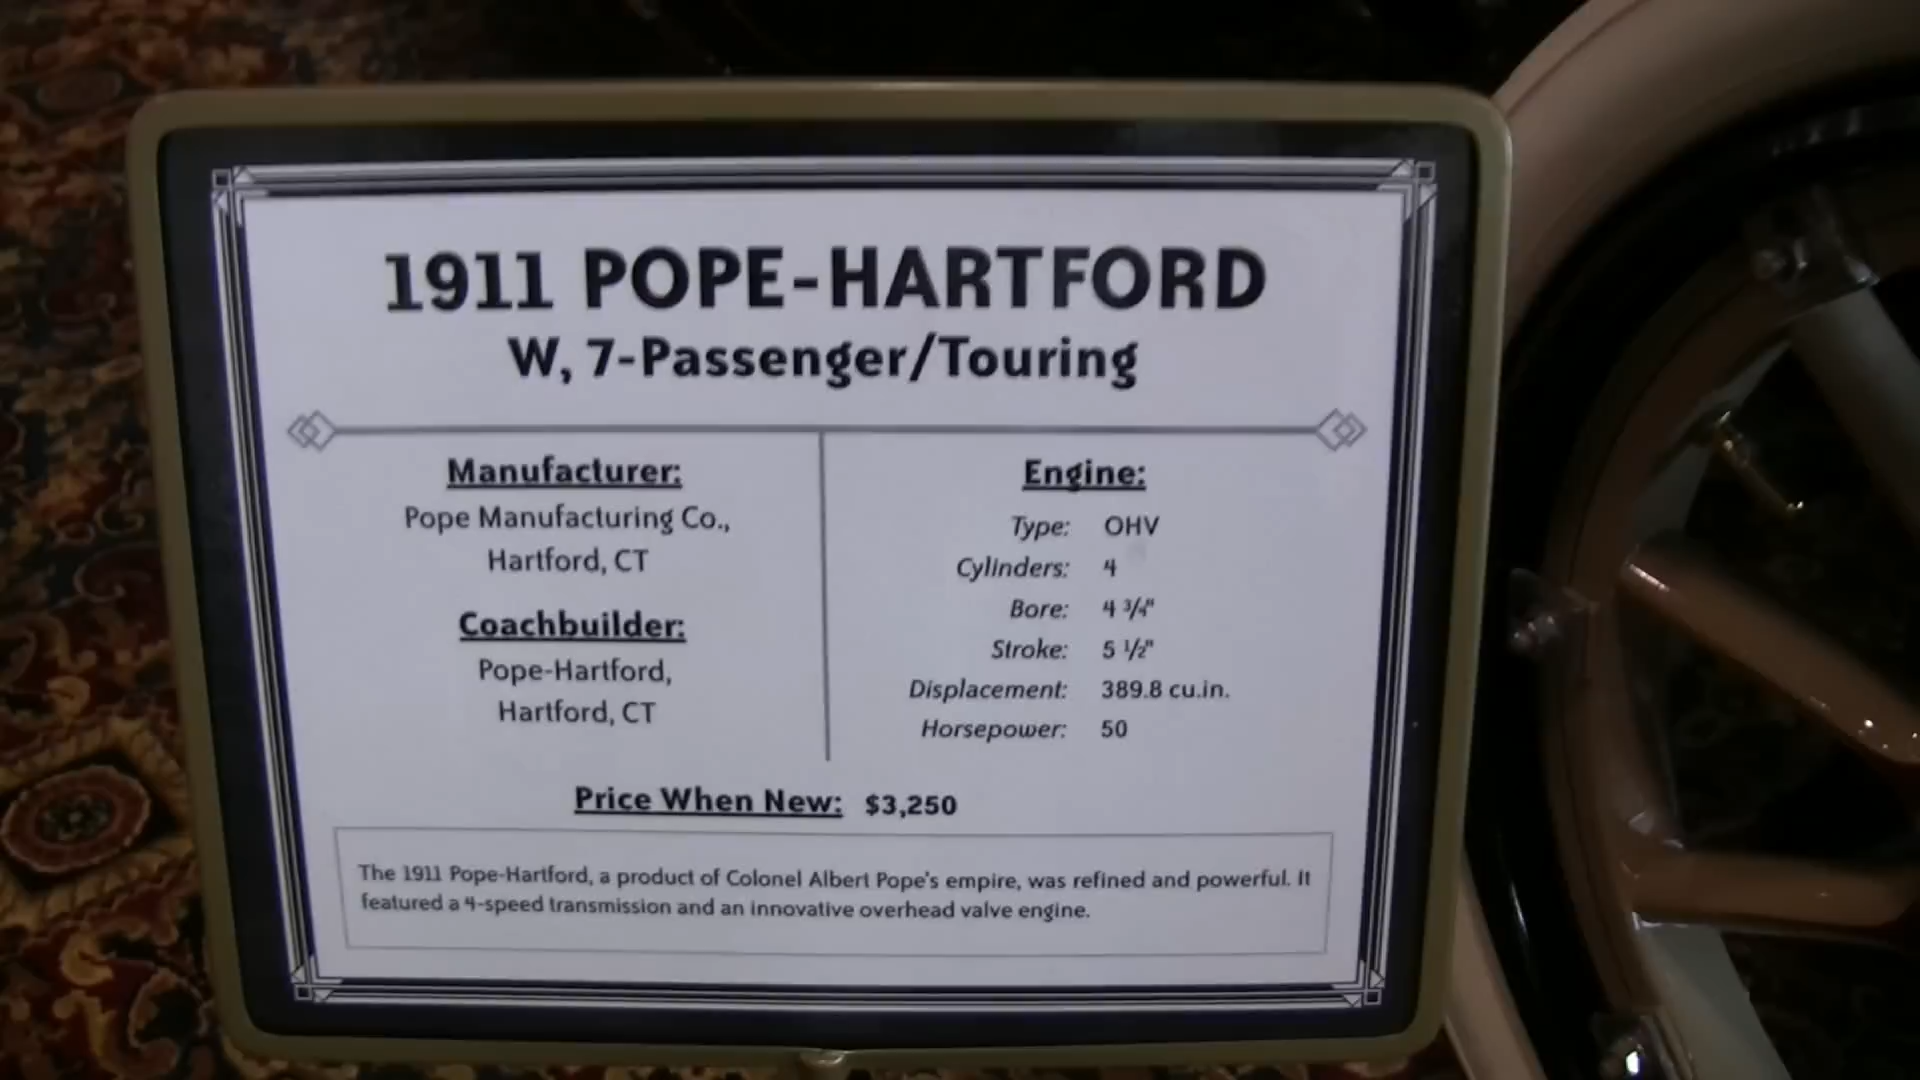 1911 POPE-HARTFORD
W, 7-Passenger/Touring
Manufacturer:
Pope Manufacturing Co.,
Hartford, CT
Coachbuilder:
Pope-Hartford,
Hartford, CT
Engine:
Type: OHV
Cylinders: 4
Bore: 4 ¾"
Stroke: 5 ½"
Displacement: 389.8 cu.in.
Horsepower: 50
Price When New: $3,250
The 1911 Pope-Hartford, a product of Colonel Albert Pope's empire, was refined and powerful. It
featured a 4-speed transmission and an innovative overhead valve engine.